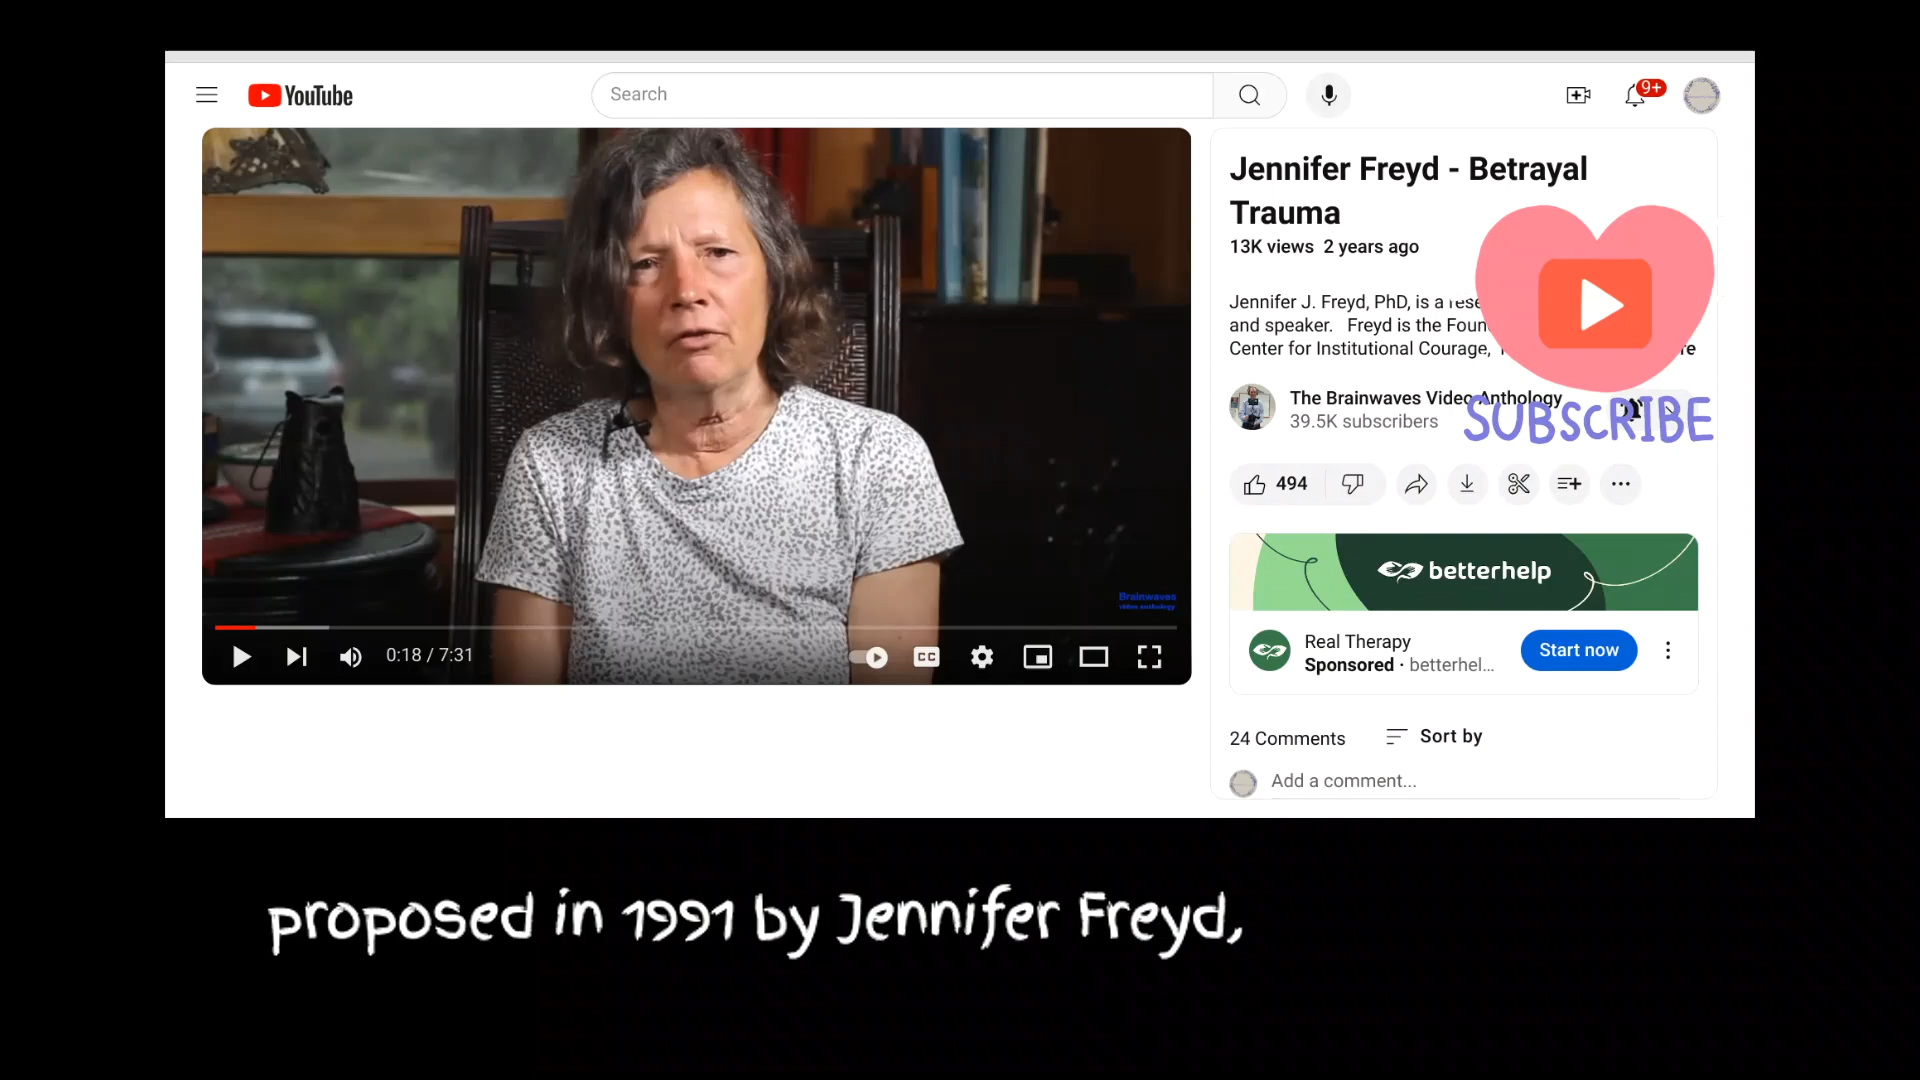 YouTube
Search
9+
Jennifer Freyd - Betrayal
Trauma
13K views 2 years ago
Jennifer J. Freyd, PhD, is a
and speaker. Freyd is the
Center for Institutional Courage,
The Brainwaves Video Anthology
39.5K subscribers
SUBSCRIBE
494
betterhelp
Real Therapy
Sponsored · betterhel...
Start now
24 Comments
Sort by
Add a comment...
Brainwaves
video anthology
0:18 / 7:31
CC
proposed in 1991 by Jennifer Freyd,